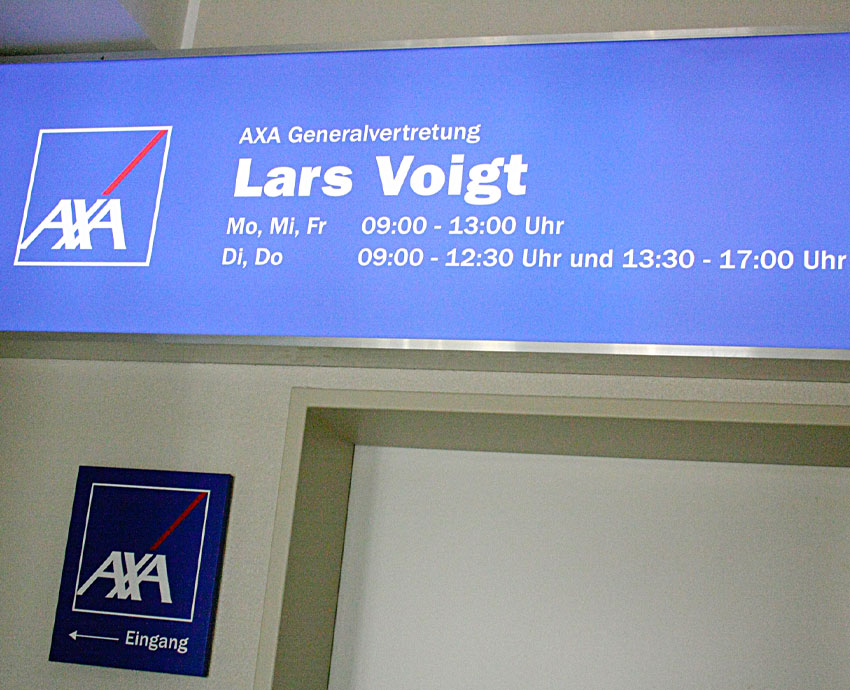 AXA Generalvertretung
Lars Voigt
Mo, Mi, Fr 09:00 - 13:00 Uhr
Di, Do 09:00 - 12:30 Uhr und 13:30 - 17:00 Uhr
AXA
AXA
← Eingang